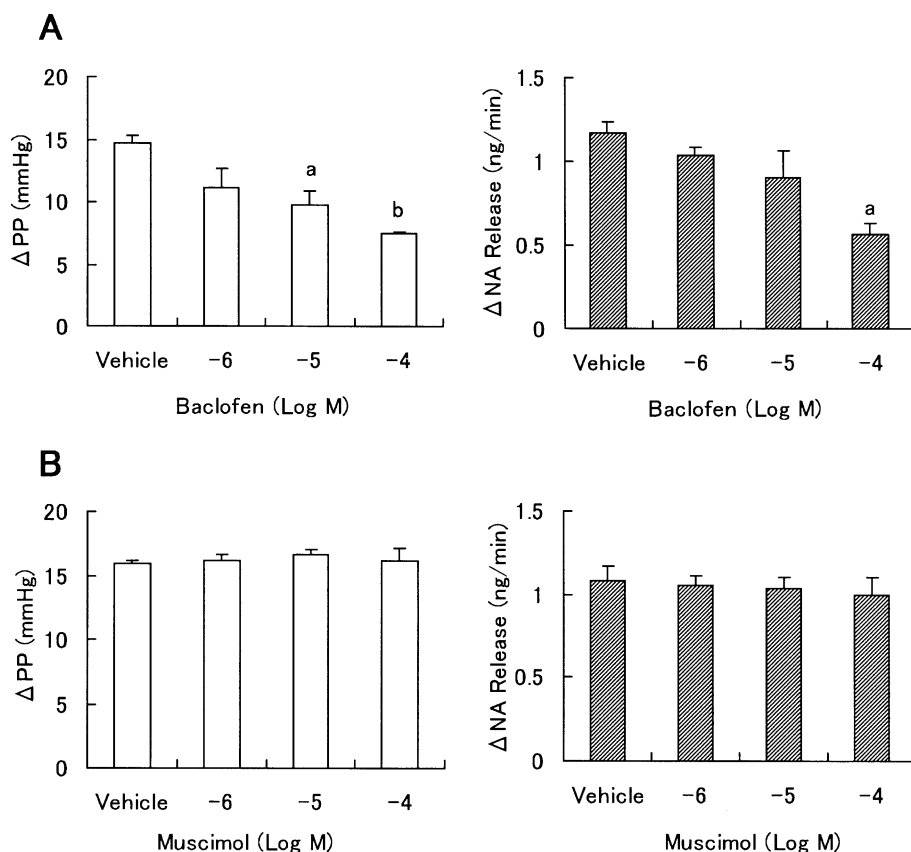 A
20
15
10
5
0
ΔPP (mmHg)
a
b
Vehicle -6 -5 -4
Baclofen (Log M)
1.5
1
0.5
0
ΔNA Release (ng/min)
a
Vehicle -6 -5 -4
Baclofen (Log M)
B
20
15
10
5
0
ΔPP (mmHg)
Vehicle -6 -5 -4
Muscimol (Log M)
1.5
1
0.5
0
ΔNA Release (ng/min)
Vehicle -6 -5 -4
Muscimol (Log M)